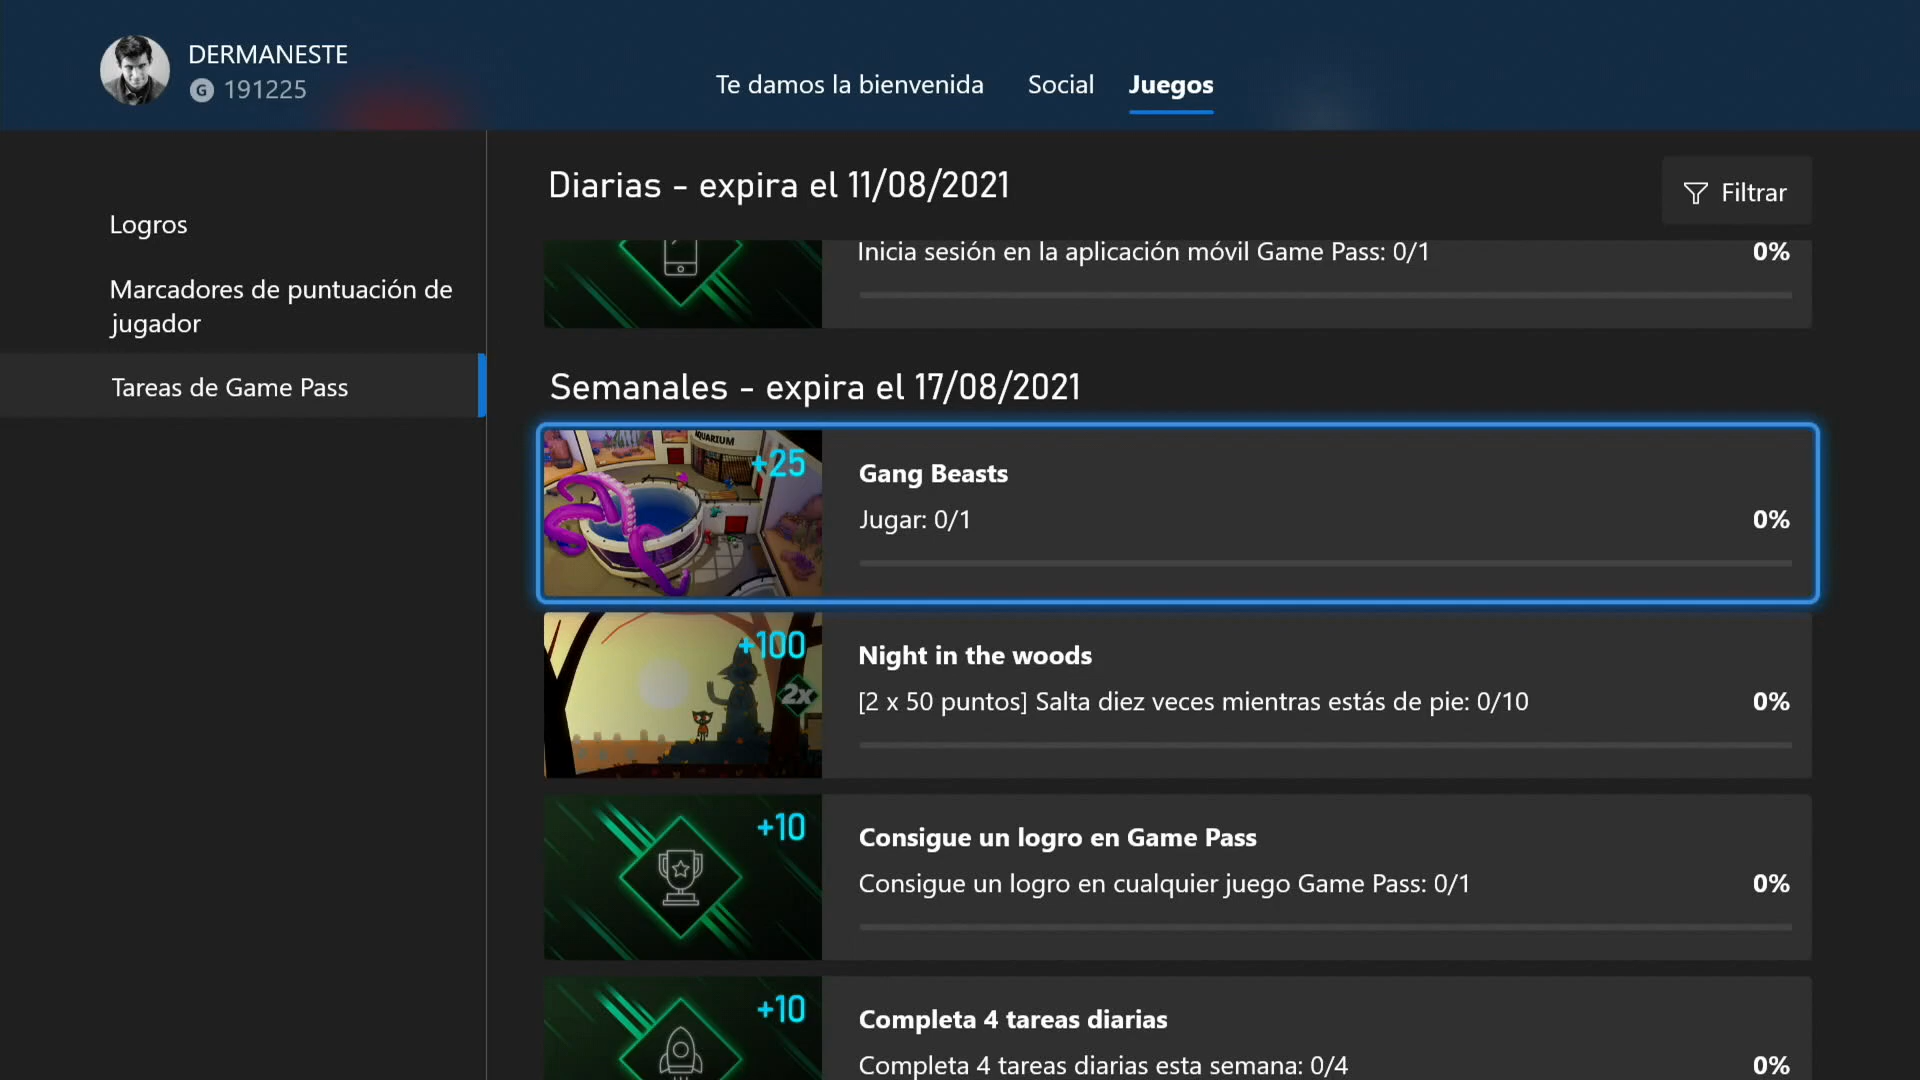 DERMANESTE
G 191225
Te damos la bienvenida
Social
Juegos
Logros
Marcadores de puntuación de
jugador
Tareas de Game Pass
Diarias - expira el 11/08/2021
Filtrar
Inicia sesión en la aplicación móvil Game Pass: 0/1
0%
Semanales - expira el 17/08/2021
AQUARIUM
+25
Gang Beasts
Jugar: 0/1
0%
+100
2x
Night in the woods
[2 x 50 puntos] Salta diez veces mientras estás de pie: 0/10
0%
+10
Consigue un logro en Game Pass
Consigue un logro en cualquier juego Game Pass: 0/1
0%
+10
Completa 4 tareas diarias
Completa 4 tareas diarias esta semana: 0/4
0%